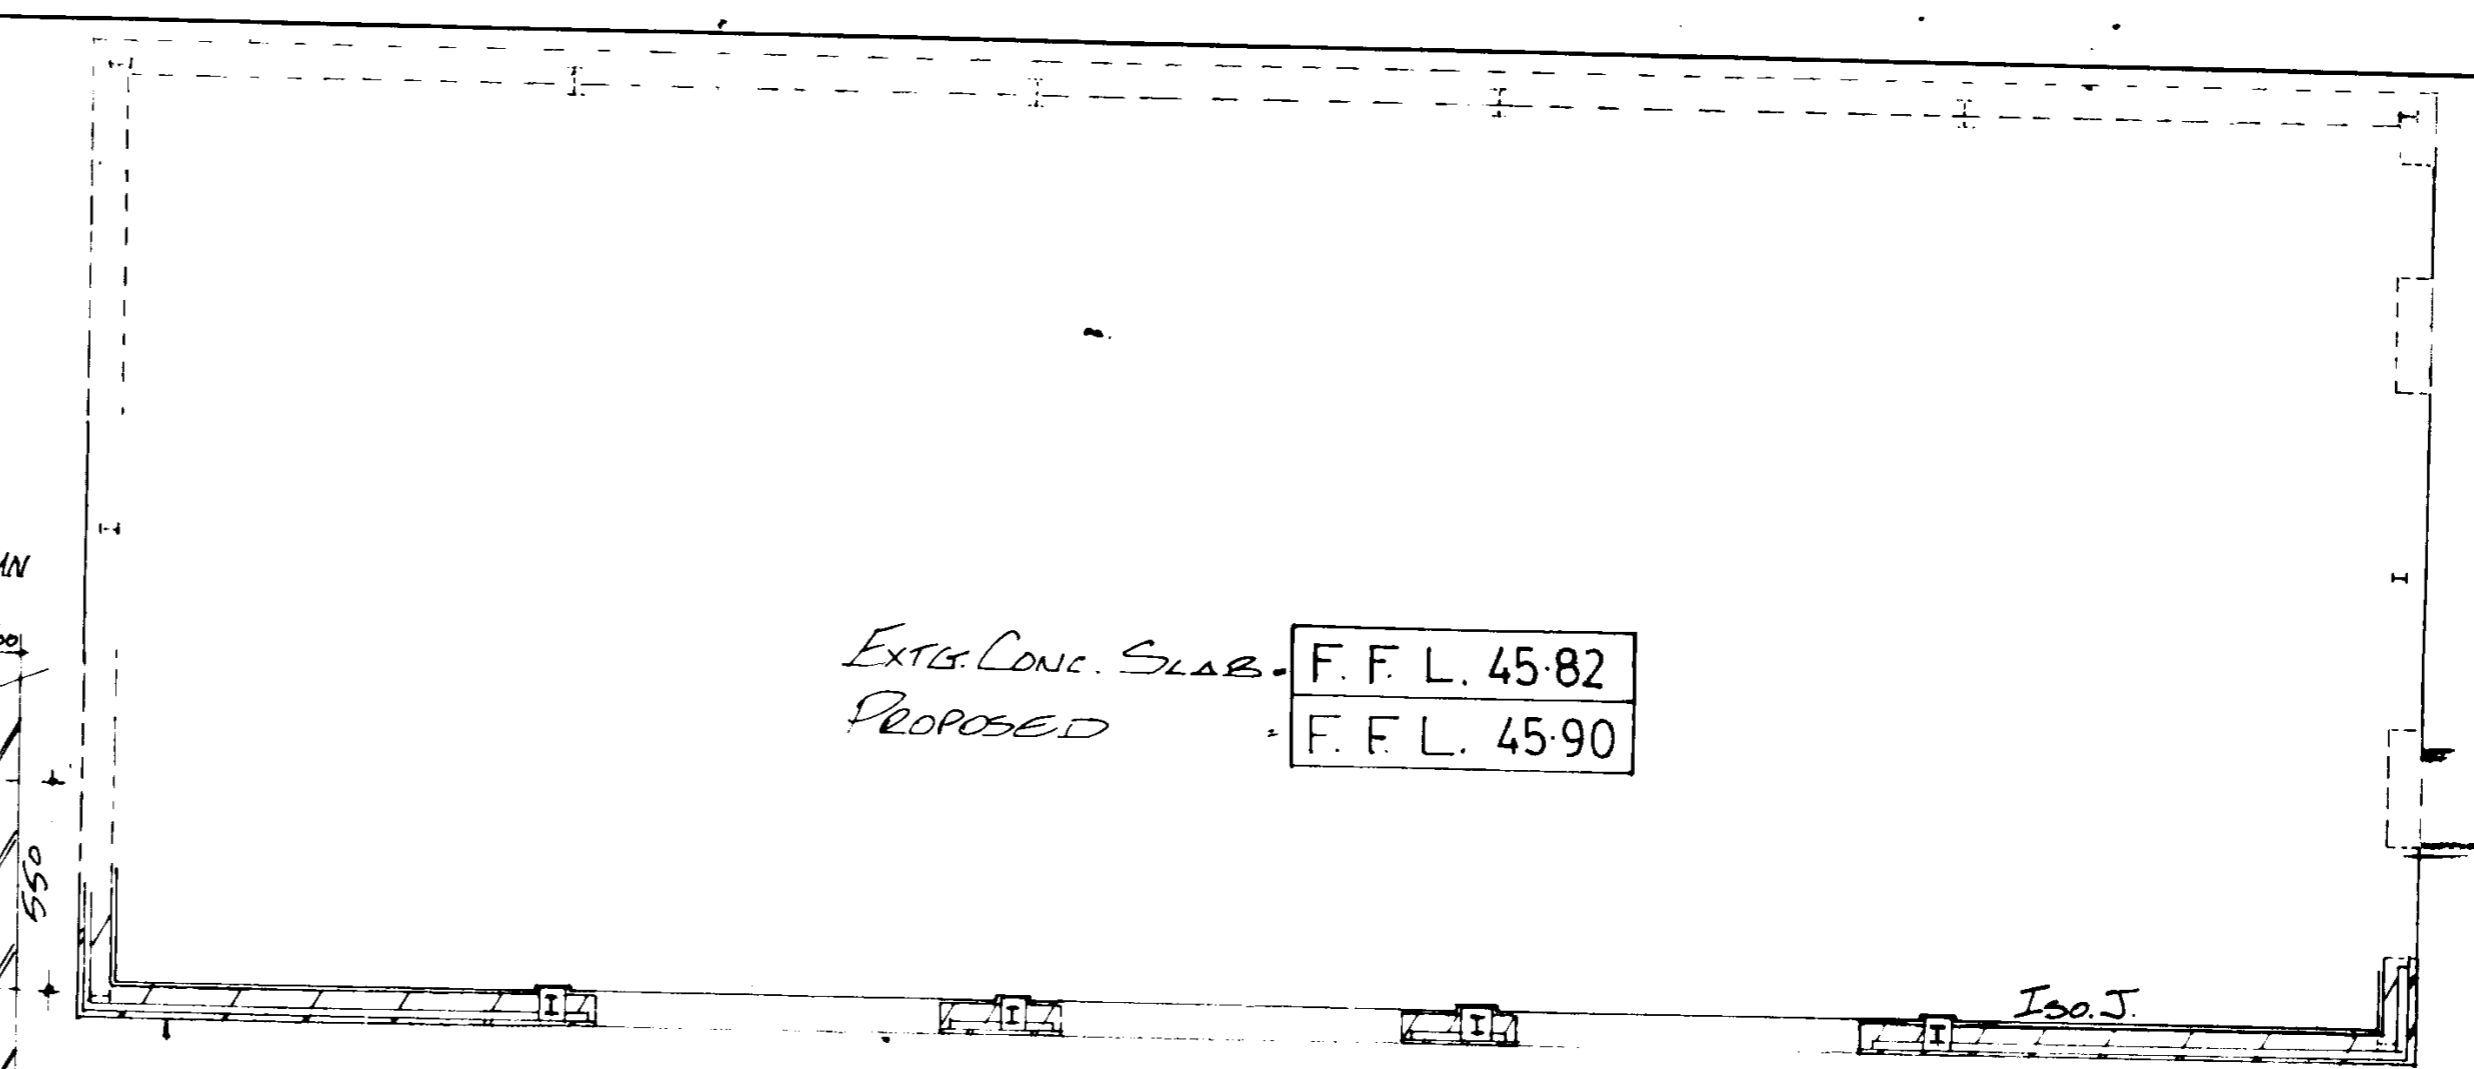 EXTG. CONC. SLAB. F. F. L. 45.82
PROPOSED = F. F. L. 45.90
550
Iso. J.